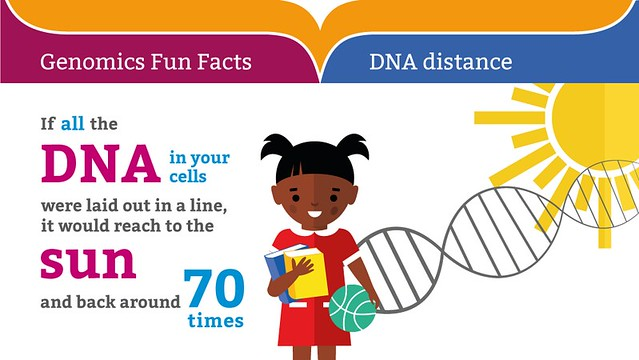 Genomics Fun Facts
DNA distance
If all the
DNA in your cells
were laid out in a line,
it would reach to the
sun
and back around 70 times